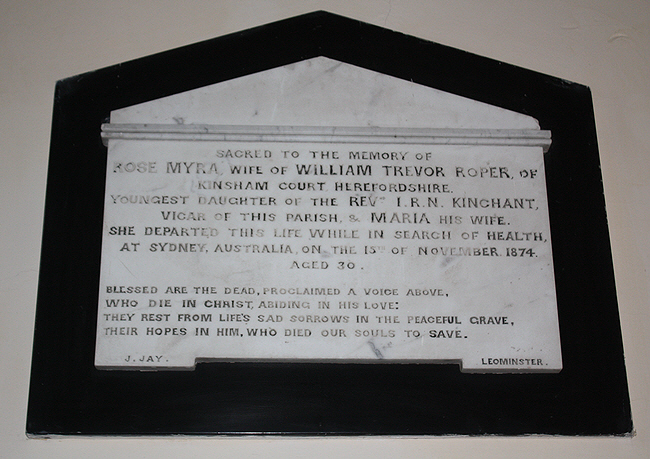 SACRED TO THE MEMORY OF
ROSE MYRA, WIFE OF WILLIAM TREVOR ROPER, OF
KINSHAM COURT, HEREFORDSHIRE,
YOUNGEST DAUGHTER OF THE REVD I.R.N. KINCHANT,
VICAR OF THIS PARISH, & MARIA HIS WIFE.
SHE DEPARTED THIS LIFE WHILE IN SEARCH OF HEALTH,
AT SYDNEY, AUSTRALIA, ON THE 15TH OF NOVEMBER, 1874.
AGED 30.
BLESSED ARE THE DEAD, PROCLAIMED A VOICE ABOVE,
WHO DIE IN CHRIST, ABIDING IN HIS LOVE:
THEY REST FROM LIFE'S SAD SORROWS IN THE PEACEFUL GRAVE,
THEIR HOPES IN HIM, WHO DIED OUR SOULS TO SAVE.
J. JAY. LEOMINSTER.